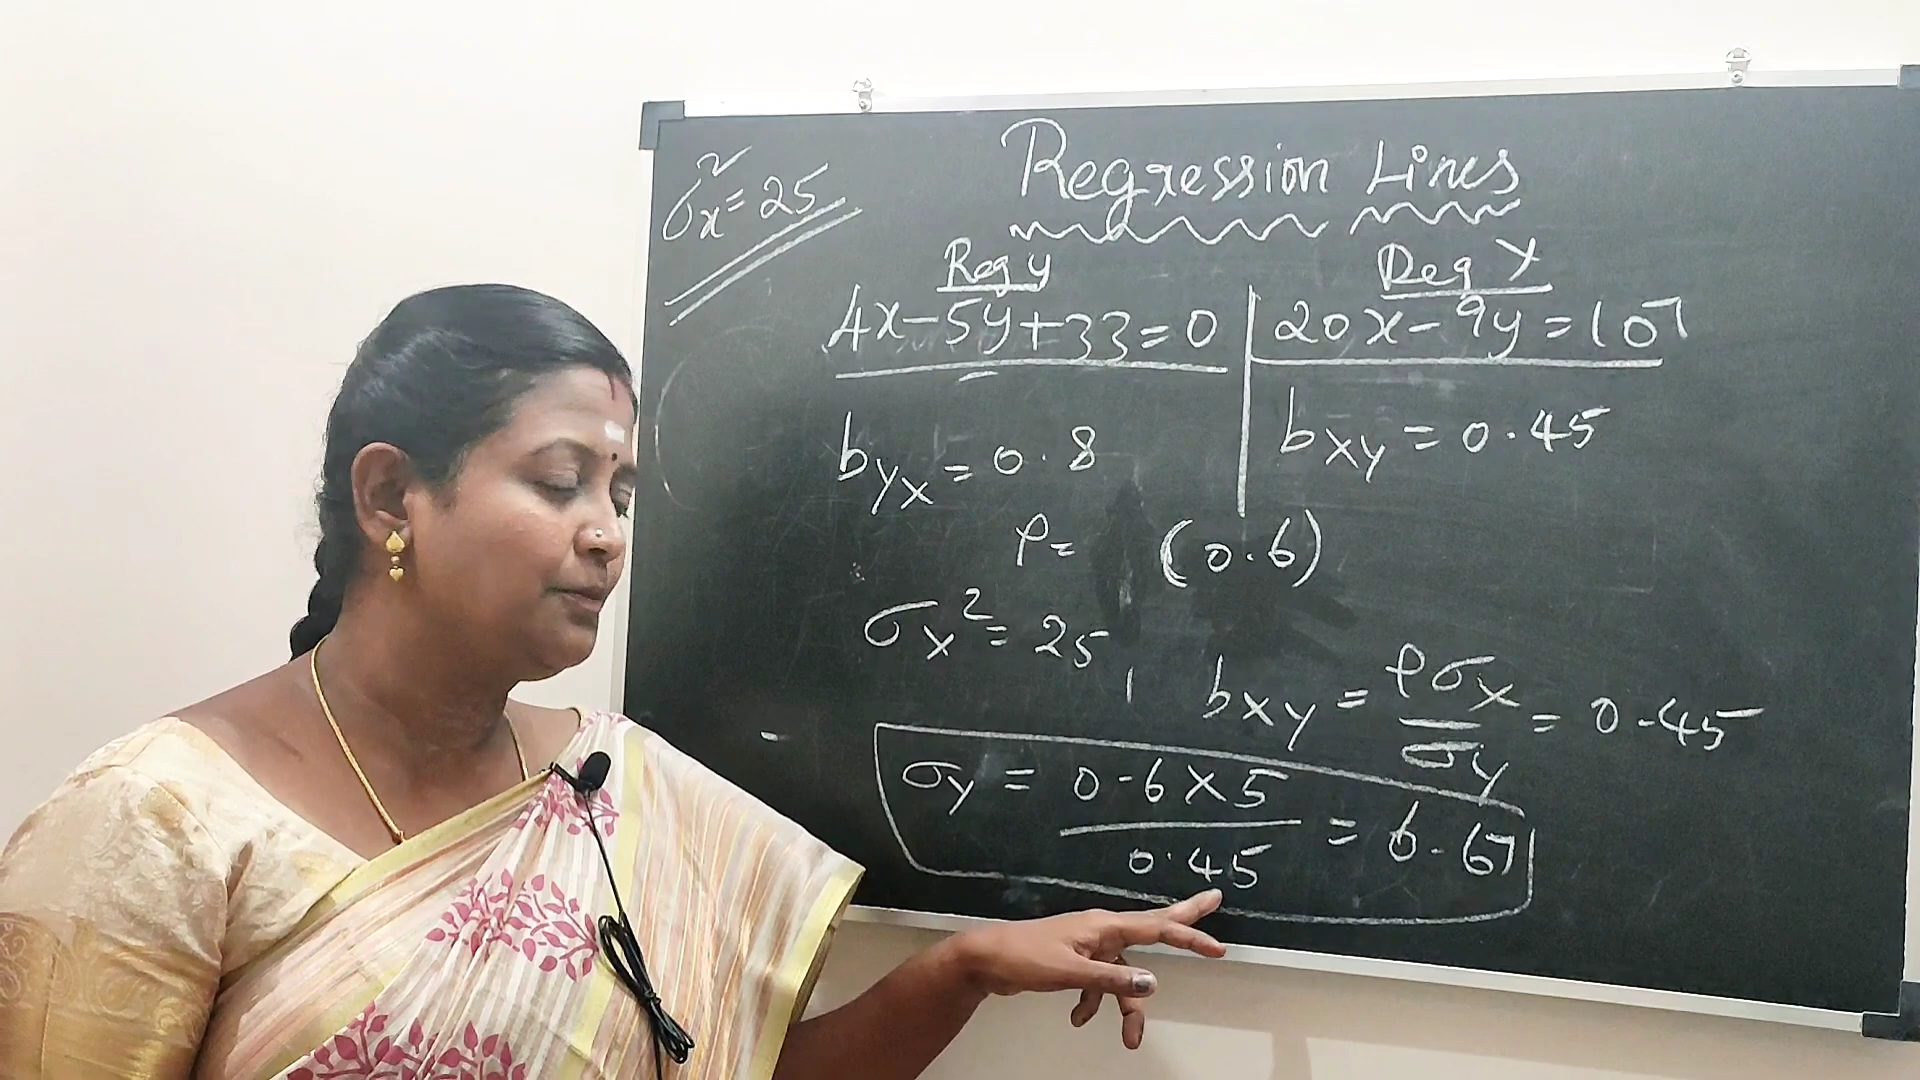 σx² = 25
Regression Lines
Reg y
4x-5y+33=0
byx = 0.8
Reg x
20x-9y=107
bxy = 0.45
ρ = (0.6)
σx² = 25, bxy = ρσx/σy = 0.45
σy = 0.6×5/0.45 = 6.67